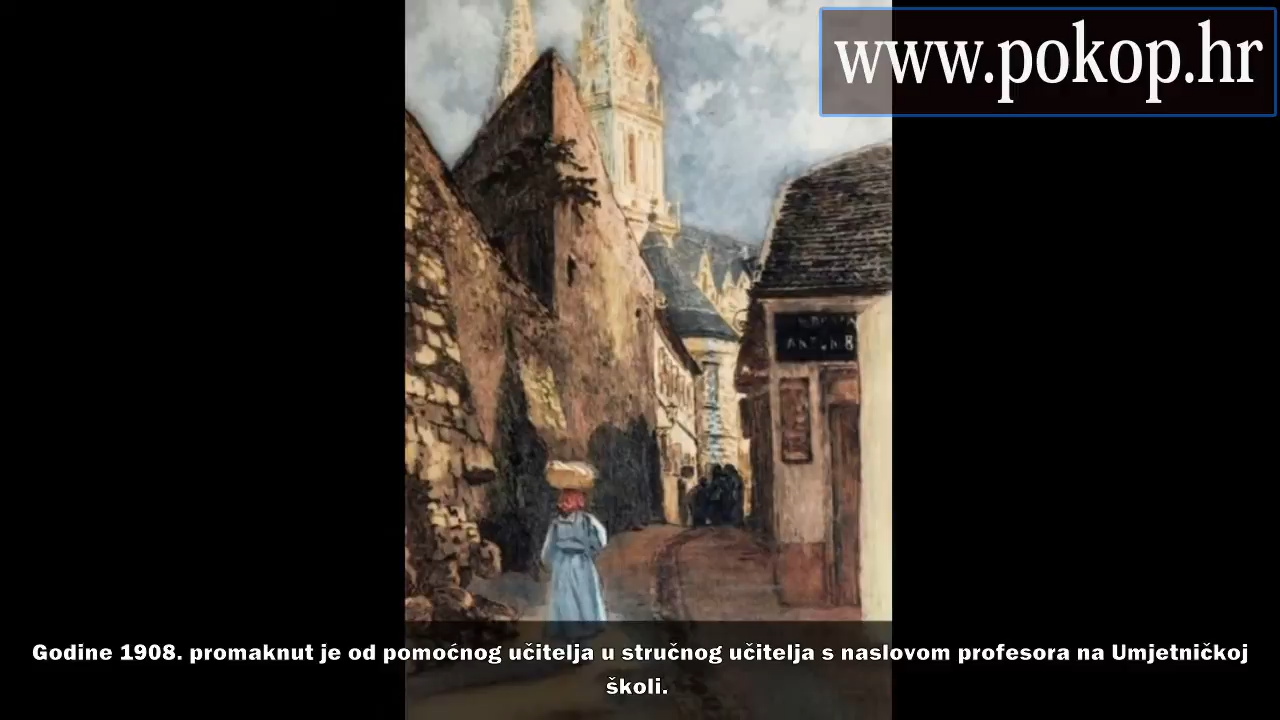 www.pokop.hr
Godine 1908. promaknut je od pomoćnog učitelja u stručnog učitelja s naslovom profesora na Umjetničkoj
školi.